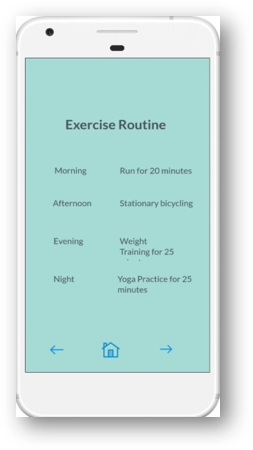 Exercise Routine
Morning Run for 20 minutes
Afternoon Stationary bicycling
Evening Weight
Training for 25
Night Yoga Practice for 25
minutes